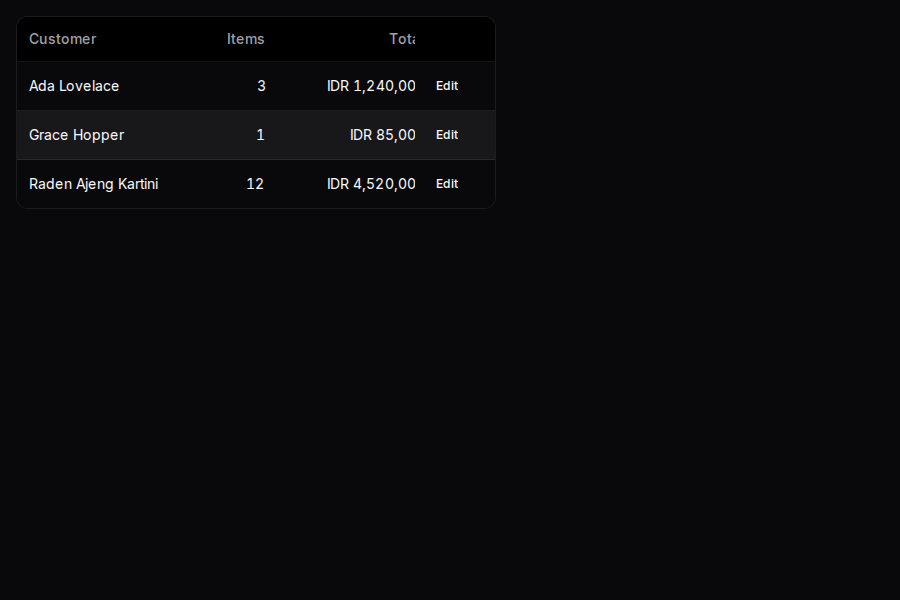 Customer Items Tota
Ada Lovelace 3 IDR 1,240,00 Edit
Grace Hopper 1 IDR 85,00 Edit
Raden Ajeng Kartini 12 IDR 4,520,00 Edit